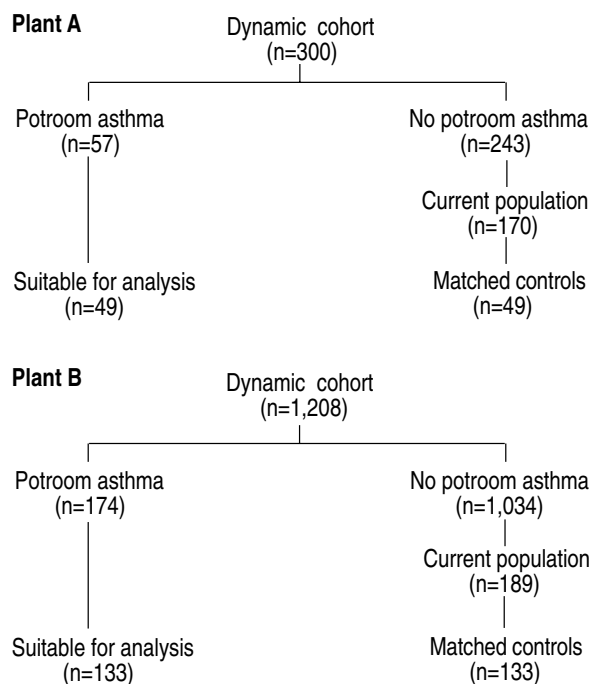 Plant A
Dynamic cohort
(n=300)
Potroom asthma
(n=57)
No potroom asthma
(n=243)
Current population
(n=170)
Suitable for analysis
(n=49)
Matched controls
(n=49)
Plant B
Dynamic cohort
(n=1,208)
Potroom asthma
(n=174)
No potroom asthma
(n=1,034)
Current population
(n=189)
Suitable for analysis
(n=133)
Matched controls
(n=133)